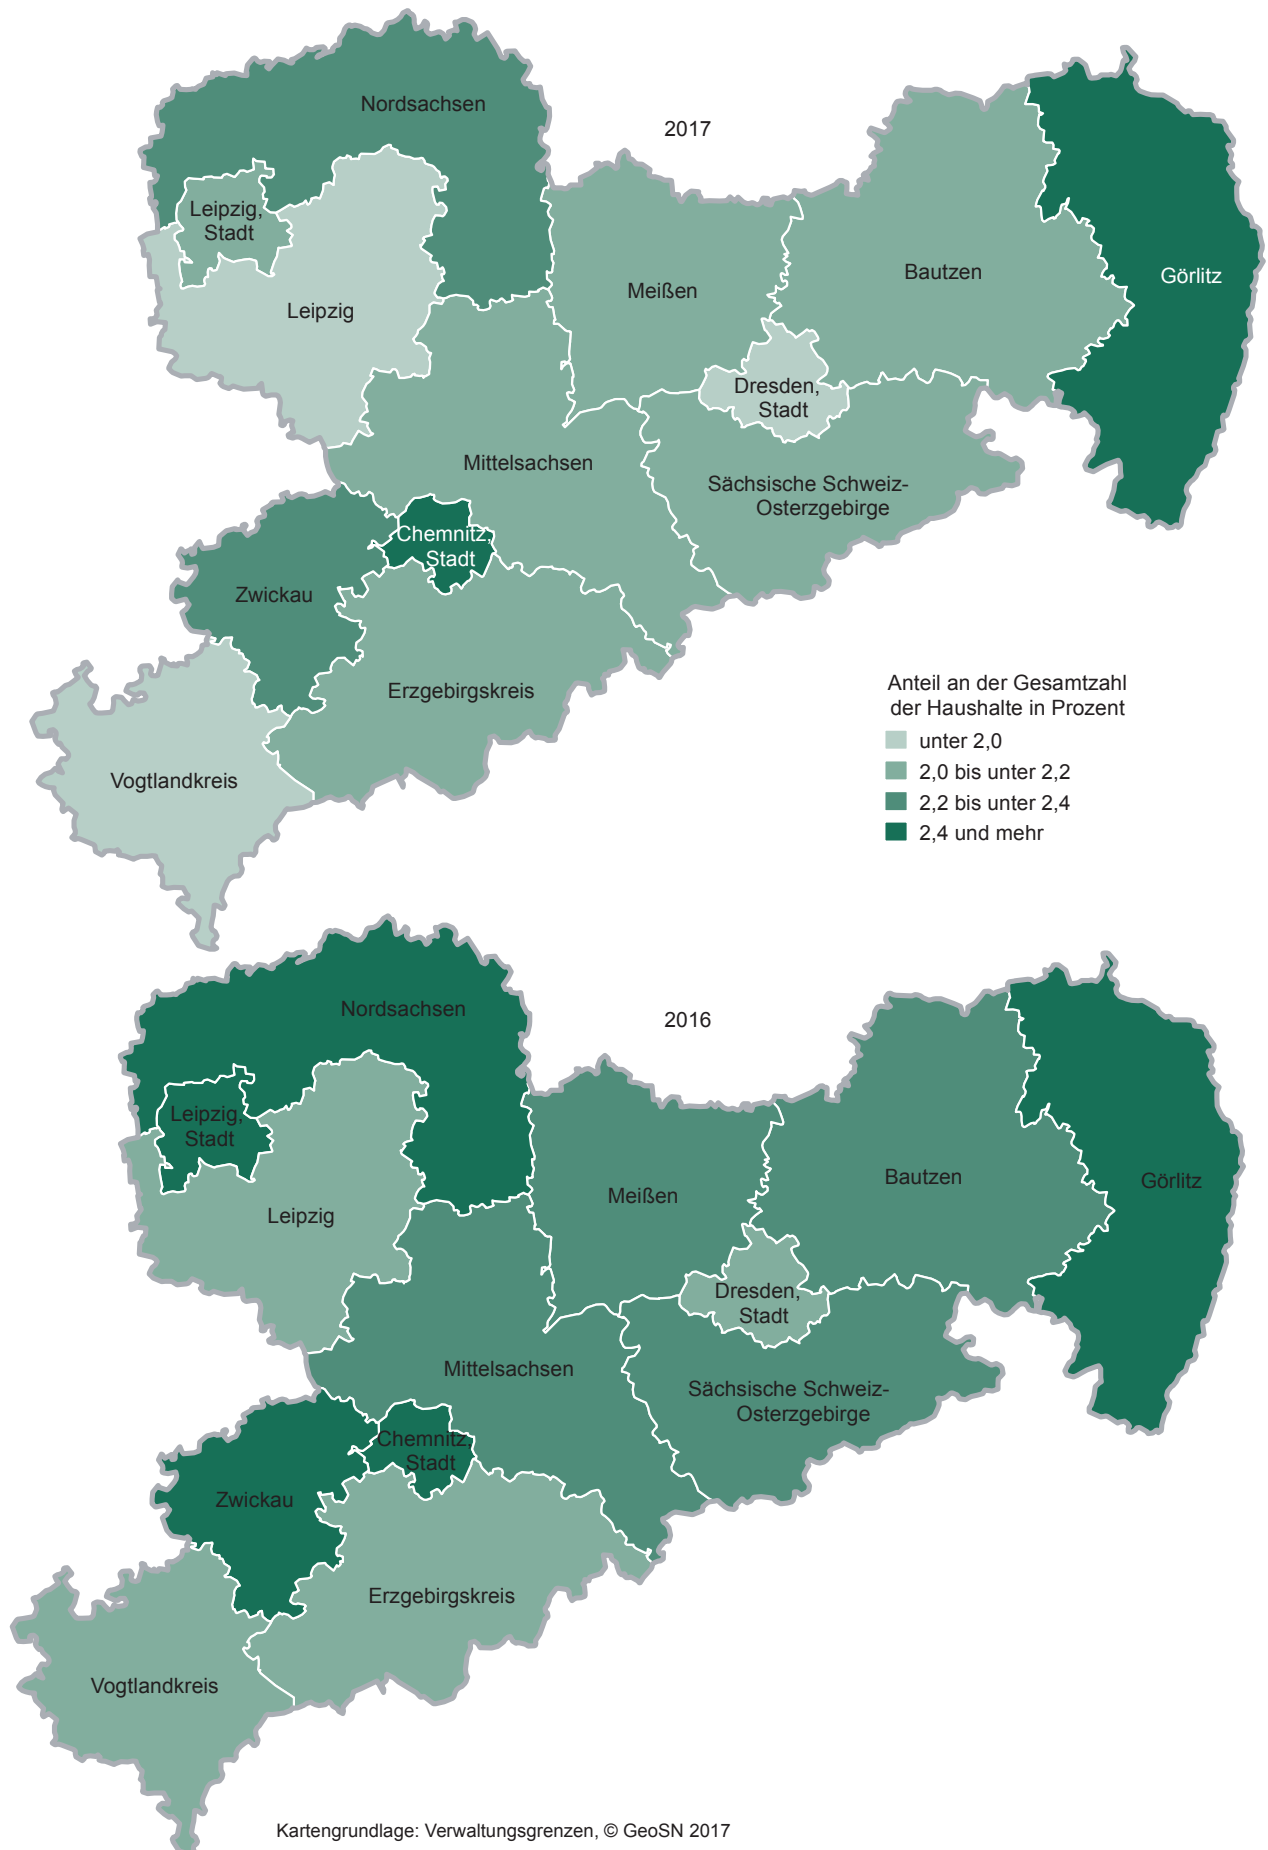 Nordsachsen
2017
Leipzig,
Stadt
Leipzig
Meißen
Bautzen
Görlitz
Dresden,
Stadt
Mittelsachsen
Sächsische Schweiz-
Osterzgebirge
Chemnitz,
Stadt
Zwickau
Erzgebirgskreis
Vogtlandkreis
Anteil an der Gesamtzahl
der Haushalte in Prozent
unter 2,0
2,0 bis unter 2,2
2,2 bis unter 2,4
2,4 und mehr
Nordsachsen
2016
Leipzig,
Stadt
Leipzig
Meißen
Bautzen
Görlitz
Dresden,
Stadt
Mittelsachsen
Sächsische Schweiz-
Osterzgebirge
Chemnitz,
Stadt
Zwickau
Erzgebirgskreis
Vogtlandkreis
Kartengrundlage: Verwaltungsgrenzen, © GeoSN 2017